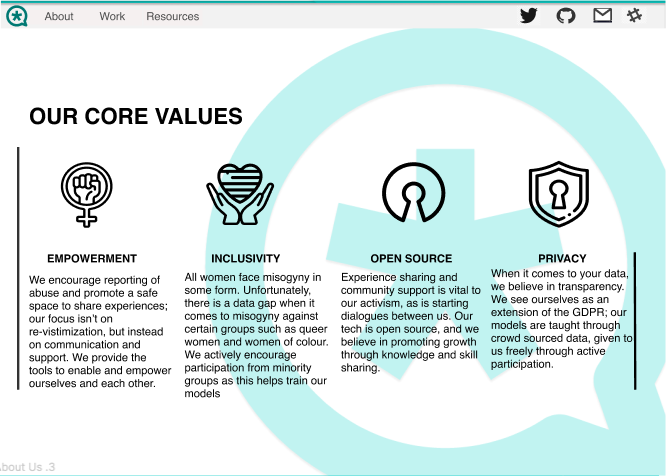 About Work Resources
OUR CORE VALUES
EMPOWERMENT
We encourage reporting of
abuse and promote a safe
space to share experiences;
our focus isn't on
re-vistimization, but instead
on communication and
support. We provide the
tools to enable and empower
ourselves and each other.
INCLUSIVITY
All women face misogyny in
some form. Unfortunately,
there is a data gap when it
comes to misogyny against
certain groups such as queer
women and women of colour.
We actively encourage
participation from minority
groups as this helps train our
models
OPEN SOURCE
Experience sharing and
community support is vital to
our activism, as is starting
dialogues between us. Our
tech is open source, and we
believe in promoting growth
through knowledge and skill
sharing.
PRIVACY
When it comes to your data,
we believe in transparency.
We see ourselves as an
extension of the GDPR; our
models are taught through
crowd sourced data, given to
us freely through active
participation.
bout Us .3